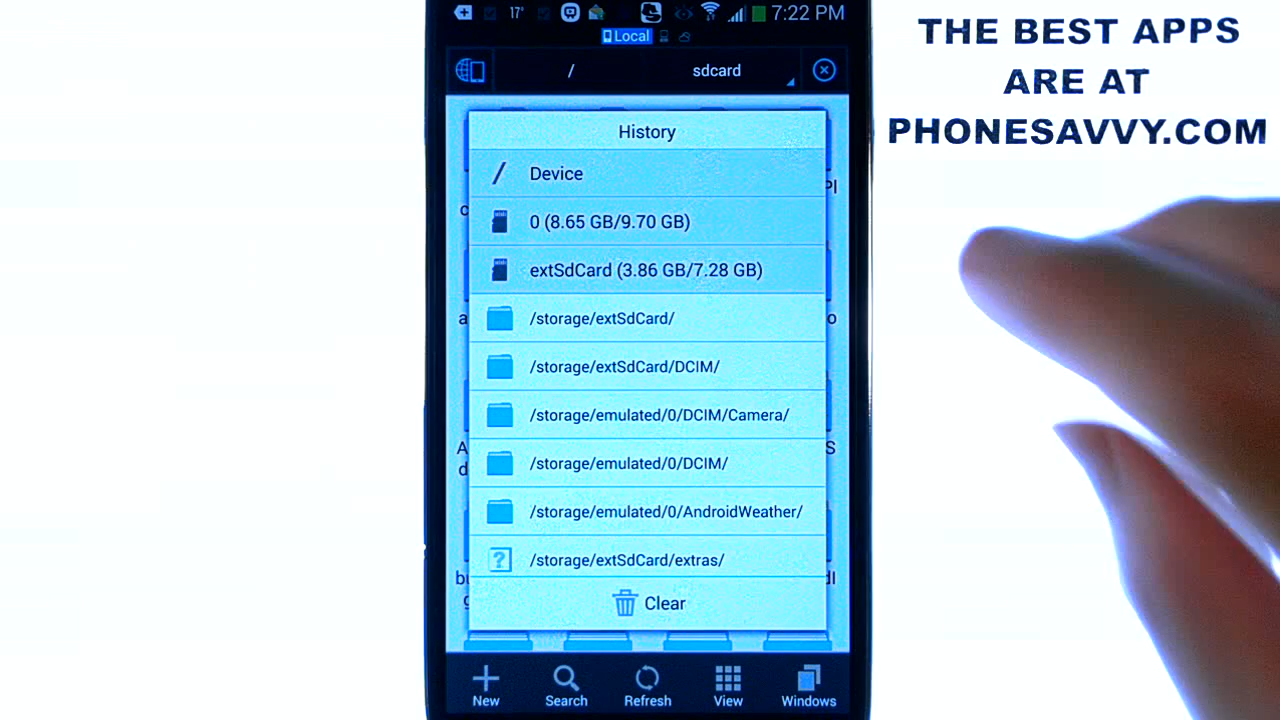 17°
7:22 PM
Local
/
sdcard
History
/ Device
0 (8.65 GB/9.70 GB)
extSdCard (3.86 GB/7.28 GB)
/storage/extSdCard/
/storage/extSdCard/DCIM/
/storage/emulated/0/DCIM/Camera/
/storage/emulated/0/DCIM/
/storage/emulated/0/AndroidWeather/
? /storage/extSdCard/extras/
Clear
New Search Refresh View Windows
THE BEST APPS
ARE AT
PHONESAVVY.COM